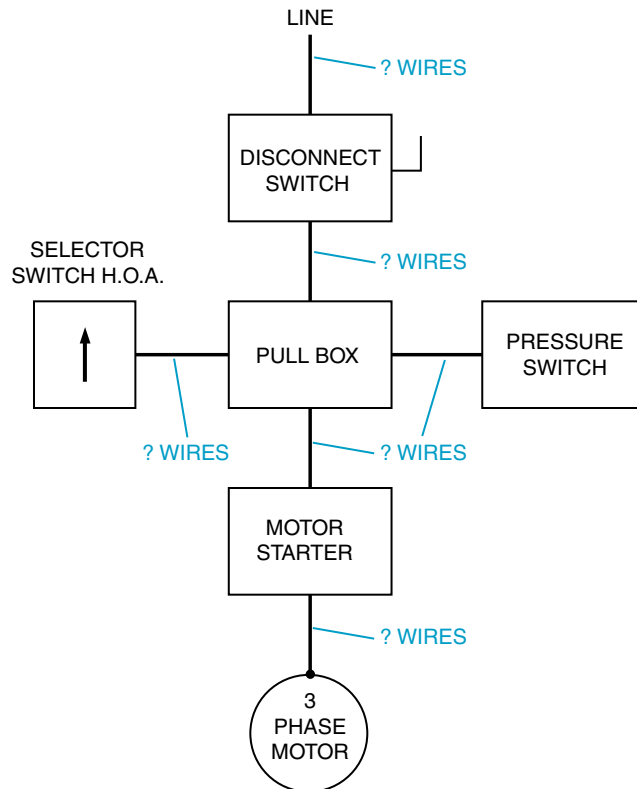 LINE
? WIRES
DISCONNECT
SWITCH
? WIRES
SELECTOR
SWITCH H.O.A.
PULL BOX
PRESSURE
SWITCH
? WIRES
? WIRES
MOTOR
STARTER
? WIRES
3
PHASE
MOTOR